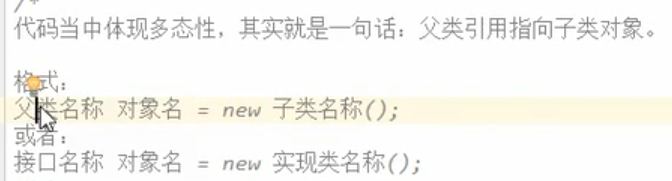 /*
代码当中体现多态性，其实就是一句话：父类引用指向子类对象。
格式：
父类名称 对象名 = new 子类名称();
或者：
接口名称 对象名 = new 实现类名称();